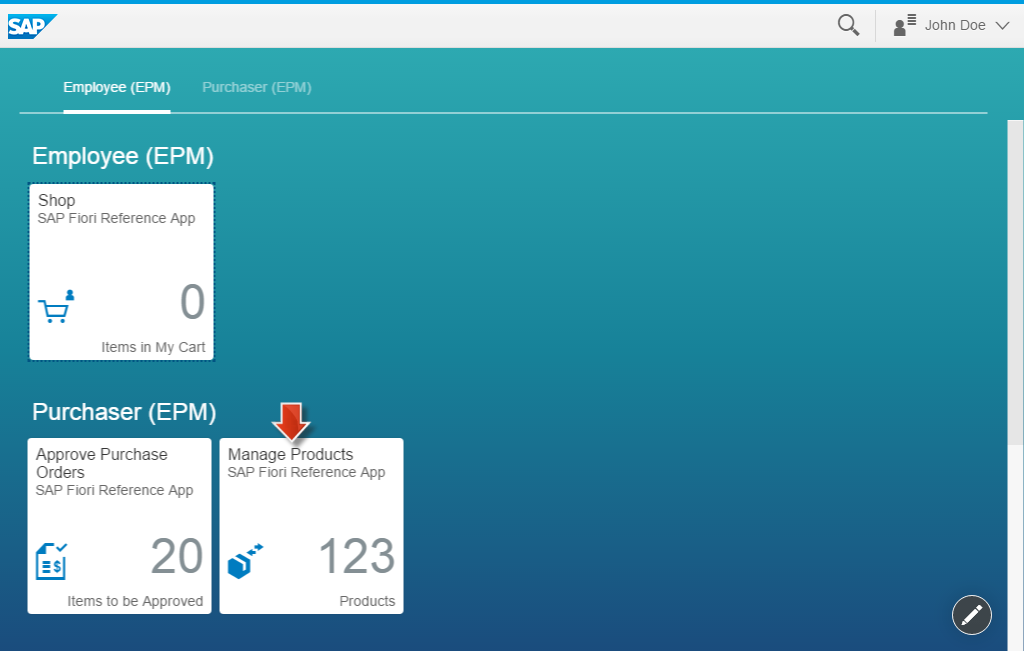 SAP
John Doe
Employee (EPM)
Purchaser (EPM)
Employee (EPM)
Shop
SAP Fiori Reference App
0
Items in My Cart
Purchaser (EPM)
Approve Purchase
Orders
SAP Fiori Reference App
$
20
Items to be Approved
Manage Products
SAP Fiori Reference App
123
Products